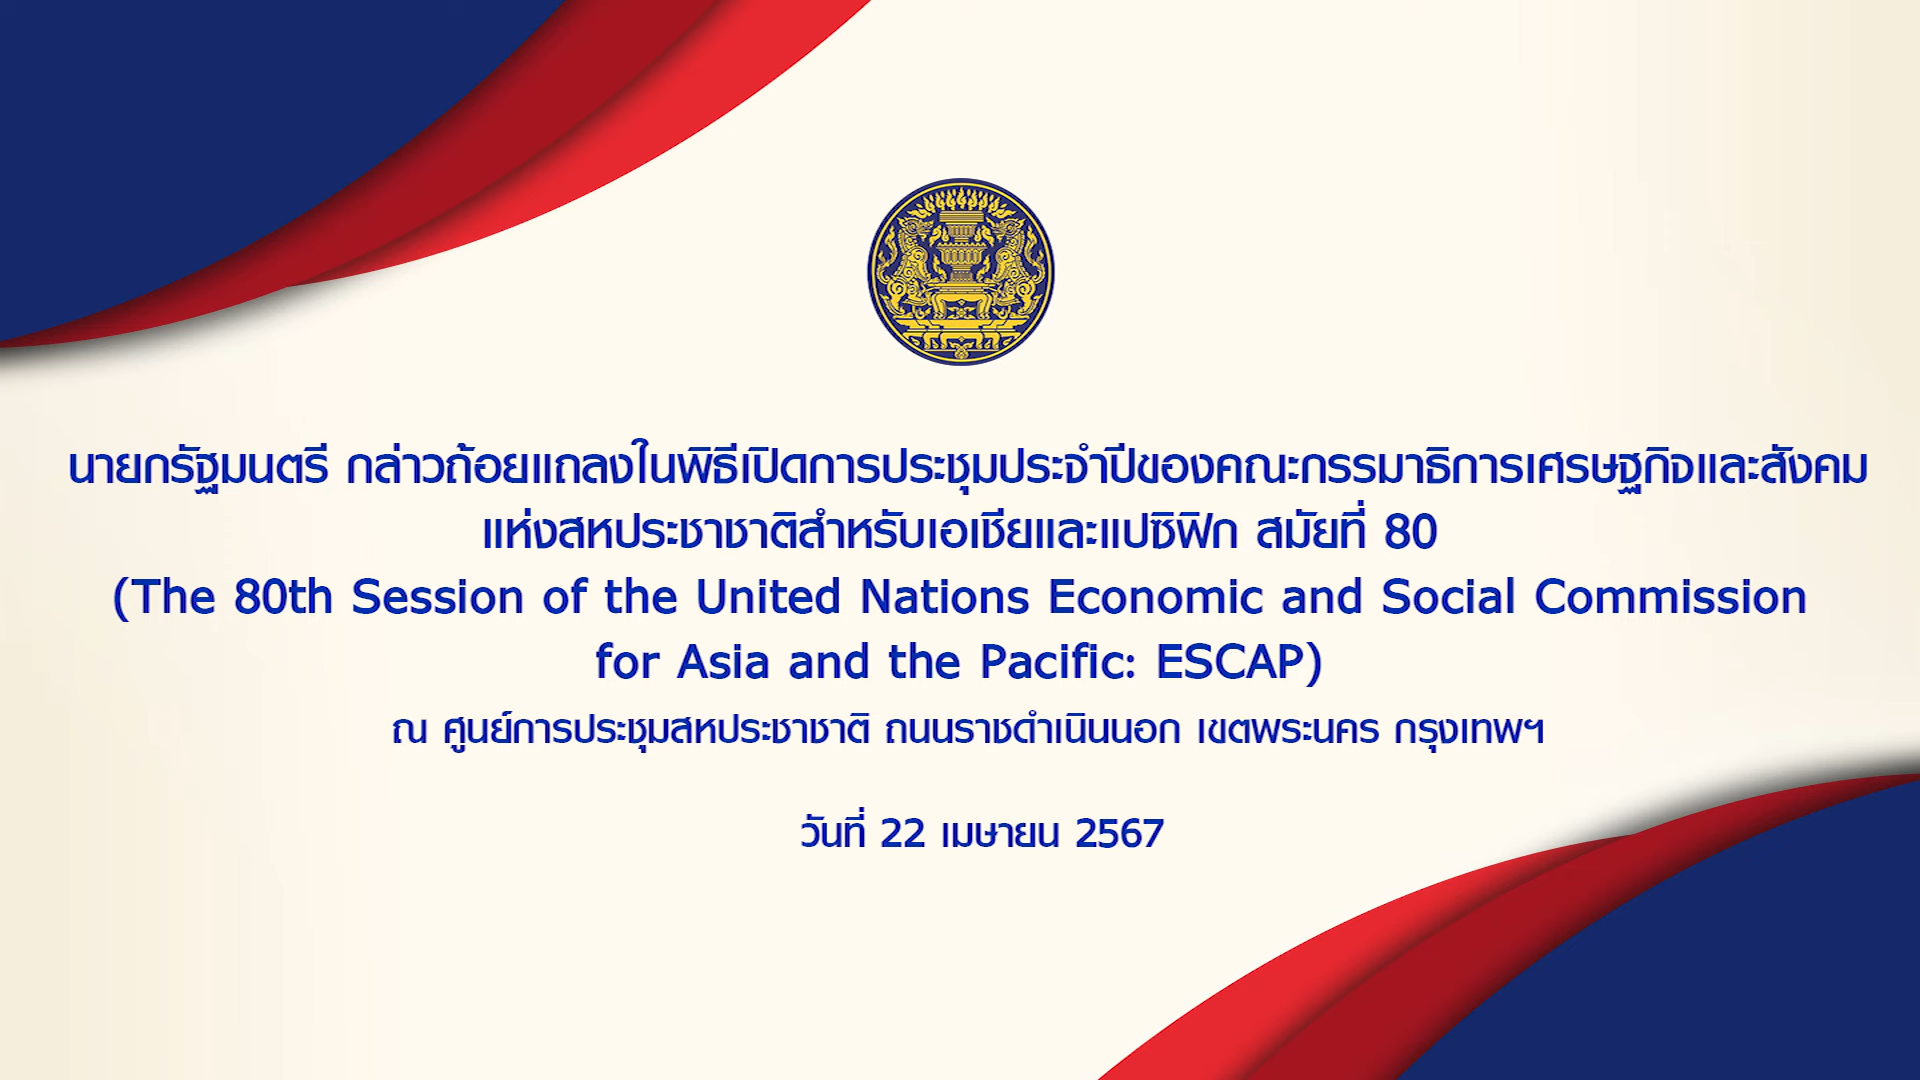 นายกรัฐมนตรี กล่าวถ้อยแถลงในพิธีเปิดการประชุมประจำปีของคณะกรรมาธิการเศรษฐกิจและสังคม
แห่งสหประชาชาติสำหรับเอเชียและแปซิฟิก สมัยที่ 80
(The 80th Session of the United Nations Economic and Social Commission
for Asia and the Pacific: ESCAP)
ณ ศูนย์การประชุมสหประชาชาติ ถนนราชดำเนินนอก เขตพระนคร กรุงเทพฯ
วันที่ 22 เมษายน 2567